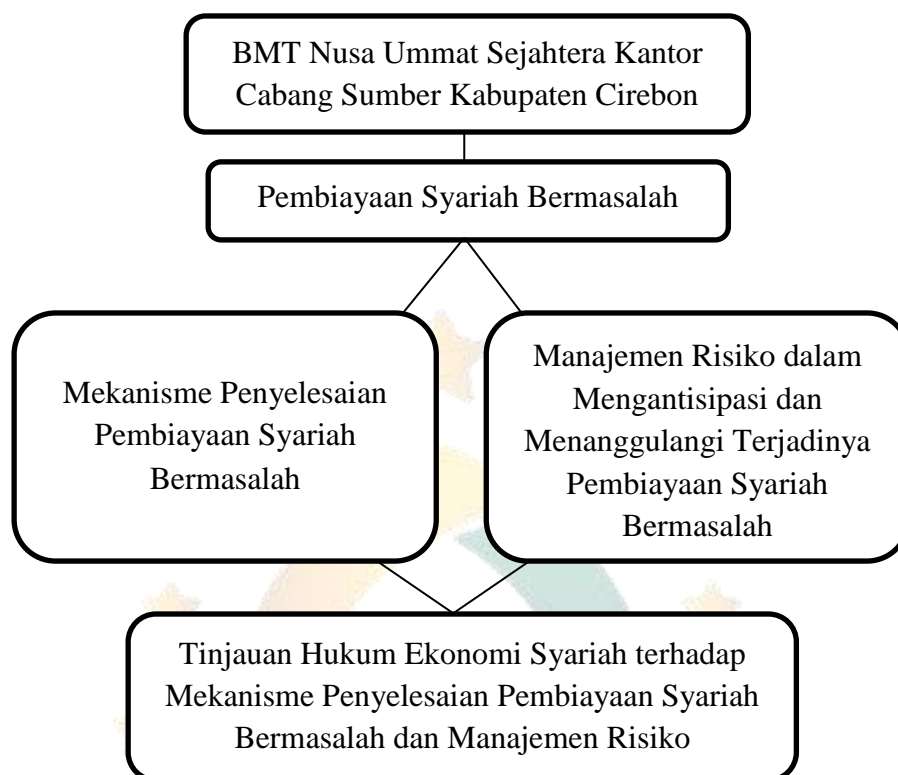 BMT Nusa Ummat Sejahtera Kantor
Cabang Sumber Kabupaten Cirebon
Pembiayaan Syariah Bermasalah
Mekanisme Penyelesaian
Pembiayaan Syariah
Bermasalah
Manajemen Risiko dalam
Mengantisipasi dan
Menanggulangi Terjadinya
Pembiayaan Syariah
Bermasalah
Tinjauan Hukum Ekonomi Syariah terhadap
Mekanisme Penyelesaian Pembiayaan Syariah
Bermasalah dan Manajemen Risiko